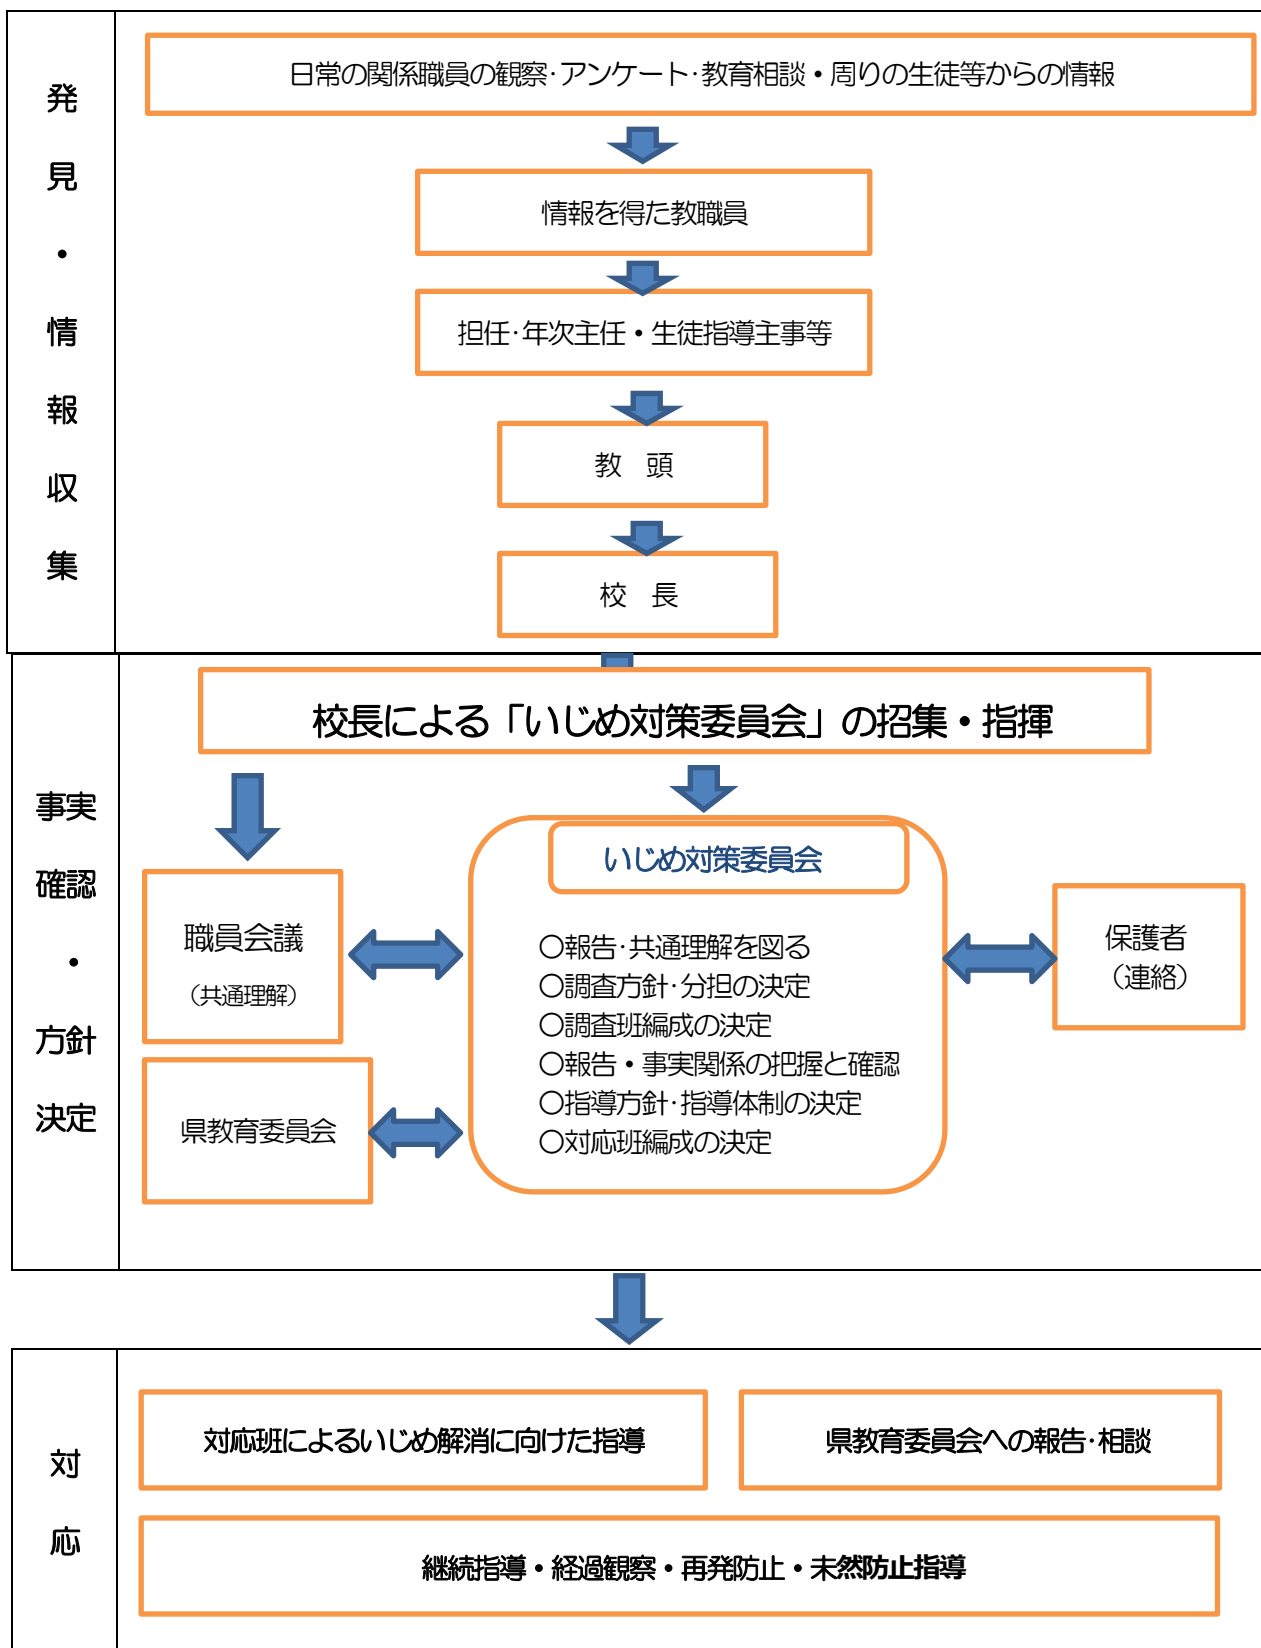 発見・情報収集
日常の関係職員の観察･アンケート･教育相談・周りの生徒等からの情報
情報を得た教職員
担任･年次主任・生徒指導主事等
教　頭
校　長
事実確認・方針決定
校長による「いじめ対策委員会」の招集・指揮
職員会議
（共通理解）
県教育委員会
いじめ対策委員会
○報告･共通理解を図る
○調査方針･分担の決定
○調査班編成の決定
○報告・事実関係の把握と確認
○指導方針･指導体制の決定
○対応班編成の決定
保護者
（連絡）
対応
対応班によるいじめ解消に向けた指導
県教育委員会への報告･相談
継続指導・経過観察・再発防止・未然防止指導